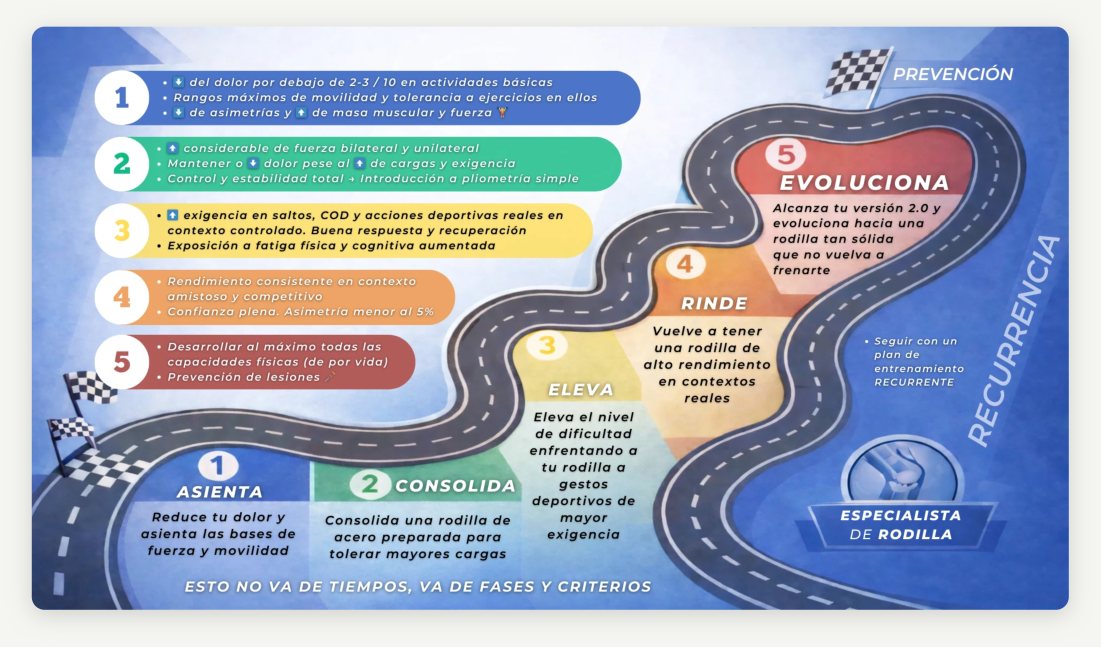 1
• ⬇️ del dolor por debajo de 2-3 / 10 en actividades básicas
• Rangos máximos de movilidad y tolerancia a ejercicios en ellos
• ⬇️ de asimetrías y ⬆️ de masa muscular y fuerza 🏋️
2
• ⬆️ considerable de fuerza bilateral y unilateral
• Mantener o ⬇️ dolor pese al ⬆️ de cargas y exigencia
• Control y estabilidad total → Introducción a pliometría simple
3
• ⬆️ exigencia en saltos, COD y acciones deportivas reales en
contexto controlado. Buena respuesta y recuperación
• Exposición a fatiga física y cognitiva aumentada
4
• Rendimiento consistente en contexto
amistoso y competitivo
• Confianza plena. Asimetría menor al 5%
5
• Desarrollar al máximo todas las
capacidades físicas (de por vida)
• Prevención de lesiones
1
ASIENTA
Reduce tu dolor y
asienta las bases de
fuerza y movilidad
2 CONSOLIDA
Consolida una rodilla de
acero preparada para
tolerar mayores cargas
3
ELEVA
Eleva el nivel
de dificultad
enfrentando a
tu rodilla a
gestos
deportivos de
mayor
exigencia
4
RINDE
Vuelve a tener
una rodilla de
alto rendimiento
en contextos
reales
5
EVOLUCIONA
Alcanza tu versión 2.0 y
evoluciona hacia una
rodilla tan sólida
que no vuelva a
frenarte
PREVENCIÓN
RECURRENCIA
• Seguir con un
plan de
entrenamiento
RECURRENTE
ESPECIALISTA
DE RODILLA
ESTO NO VA DE TIEMPOS, VA DE FASES Y CRITERIOS